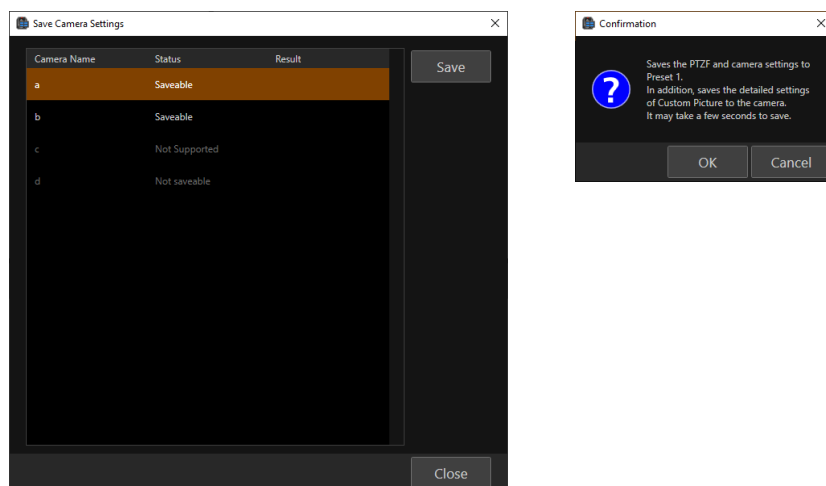 Save Camera Settings
Camera Name Status Result
Save
a Saveable
b Saveable
c Not Supported
d Not saveable
Close
Confirmation
?
Saves the PTZF and camera settings to
Preset 1.
In addition, saves the detailed settings
of Custom Picture to the camera.
It may take a few seconds to save.
OK Cancel